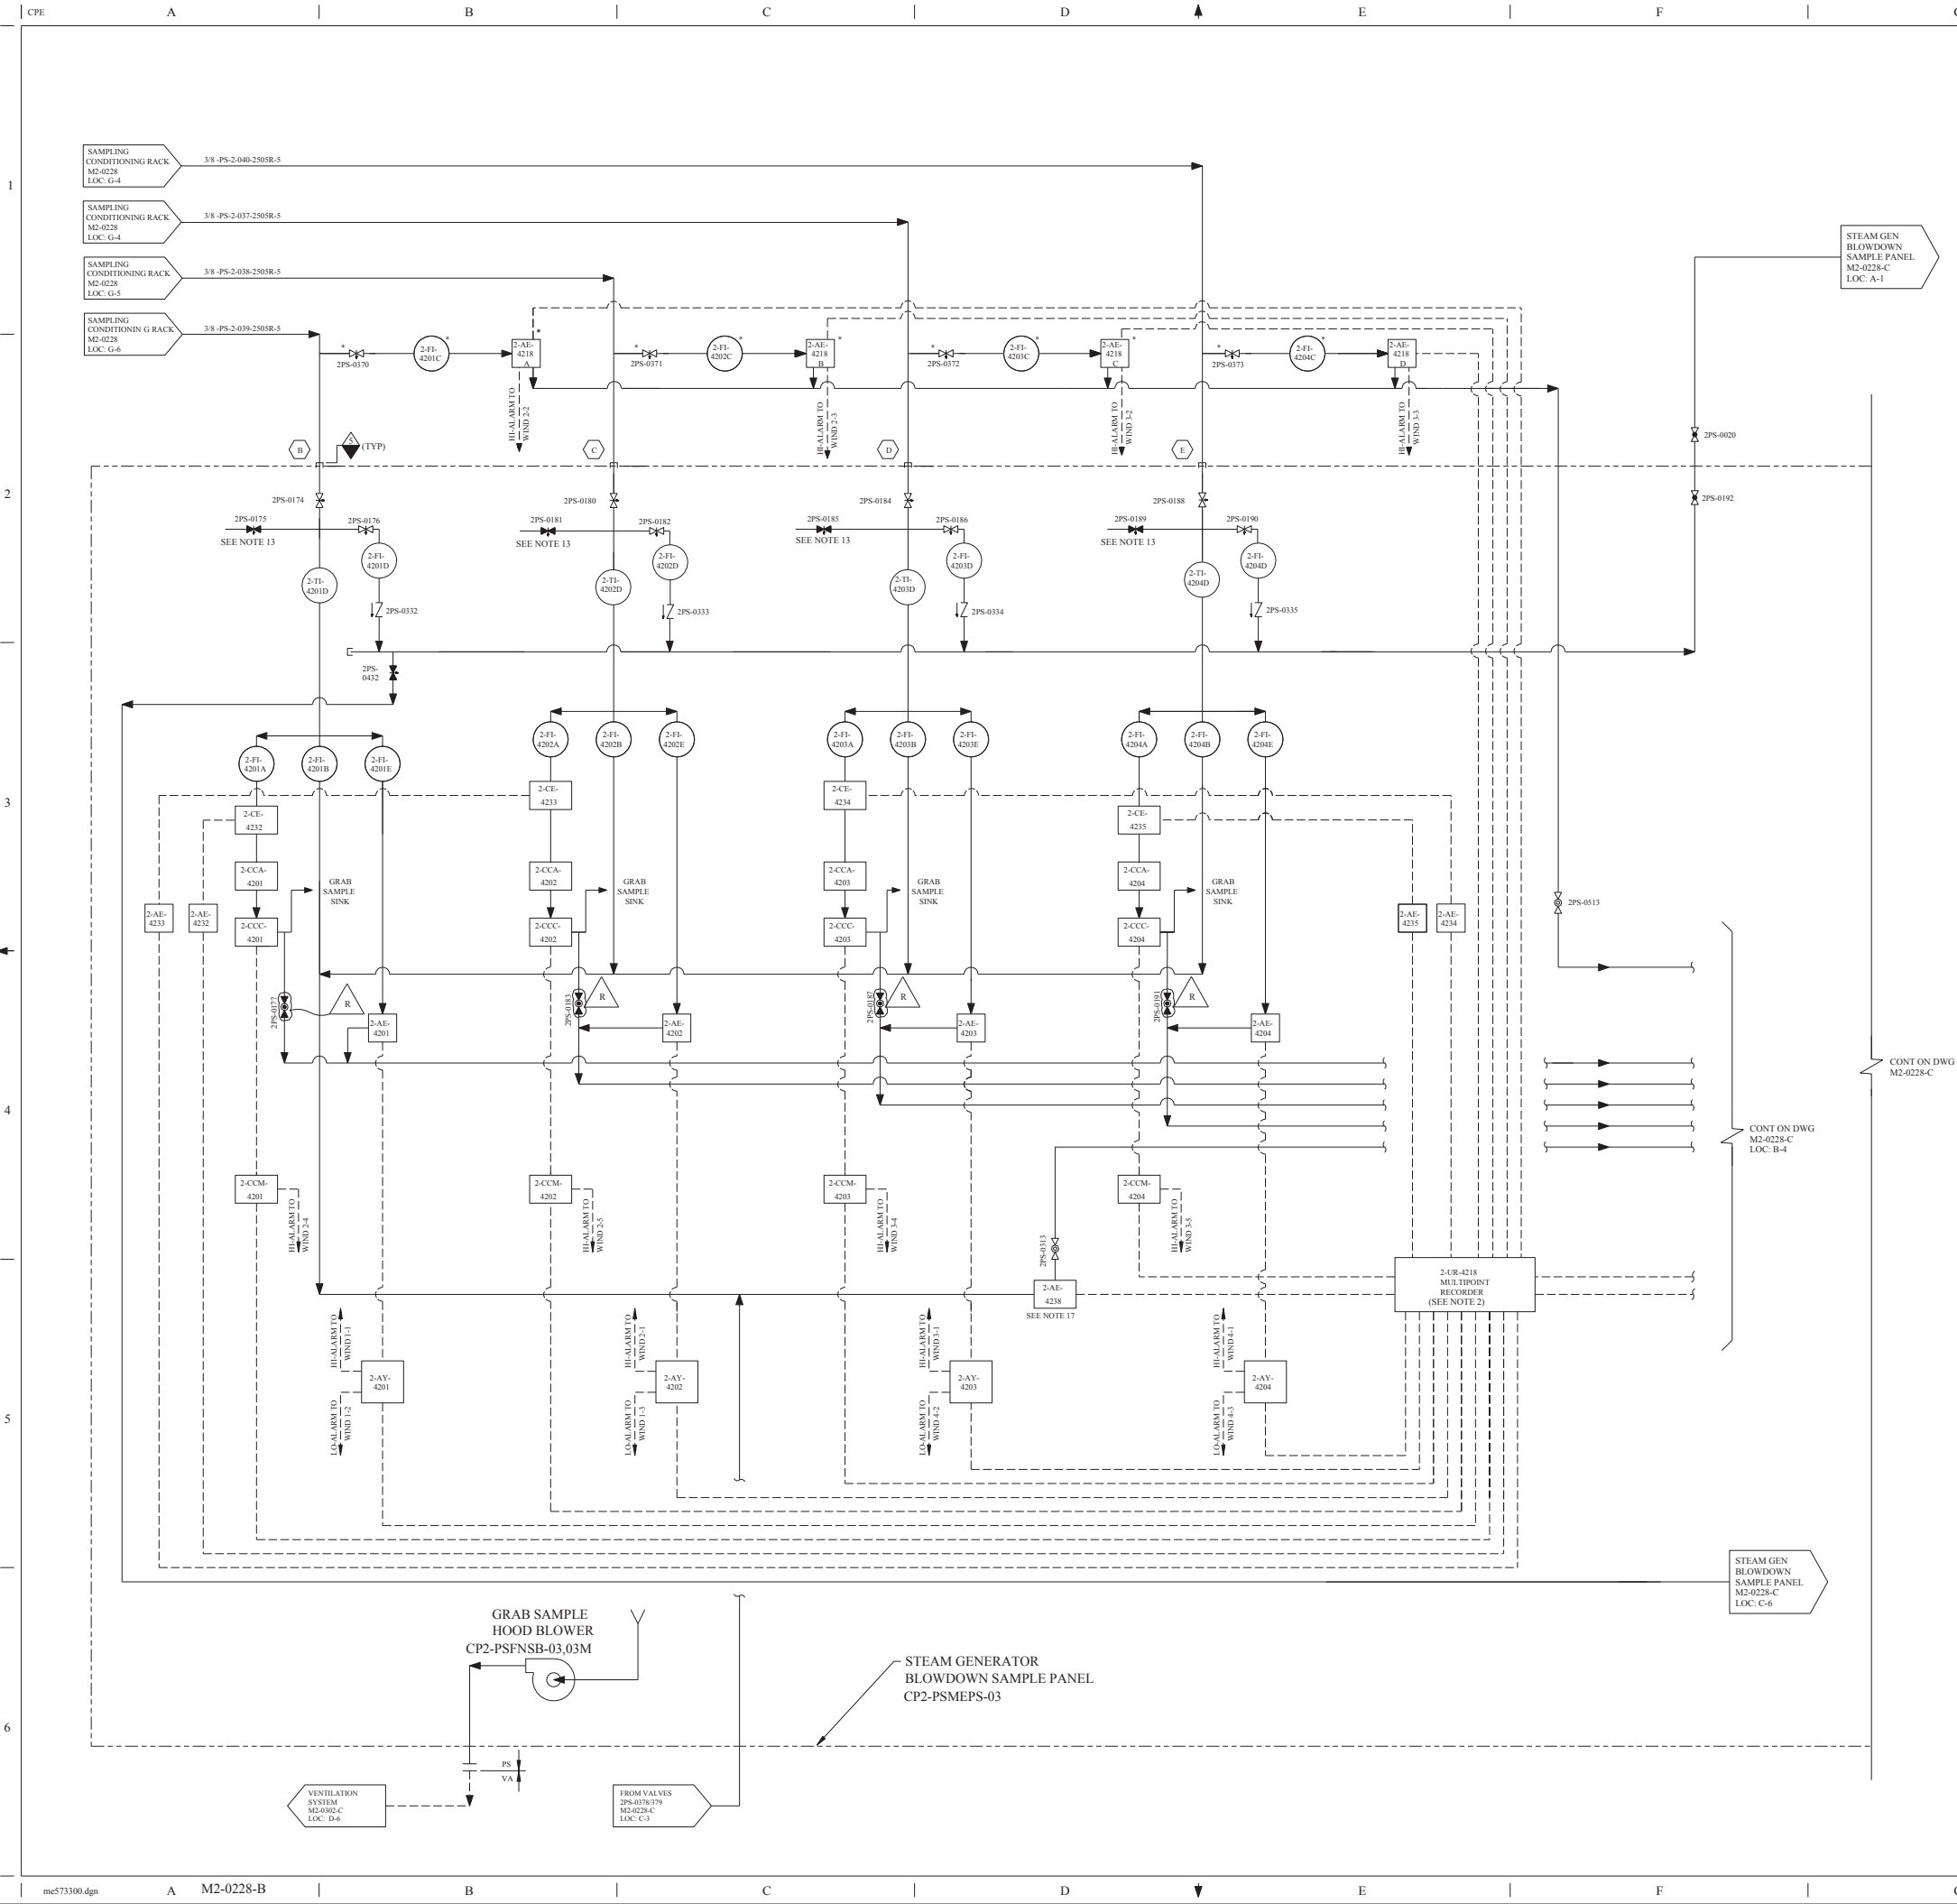 CPE
A
B
C
D
E
F
1
SAMPLING
CONDITIONING RACK
M2-0228
LOC: G-4
3/8 -PS-2-040-2505R-5
SAMPLING
CONDITIONING RACK
M2-0228
LOC: G-4
3/8 -PS-2-037-2505R-5
SAMPLING
CONDITIONING RACK
M2-0228
LOC: G-5
3/8 -PS-2-038-2505R-5
SAMPLING
CONDITIONIN G RACK
M2-0228
LOC: G-6
3/8 -PS-2-039-2505R-5
STEAM GEN
BLOWDOWN
SAMPLE PANEL
M2-0228-C
LOC: A-1
*
2PS-0370
2-FI-
4201C
*
2-AE-
4218
A
*
*
2PS-0371
2-FI-
4202C
*
2-AE-
4218
B
*
*
2PS-0372
2-FI-
4203C
*
2-AE-
4218
C
*
*
2PS-0373
2-FI-
4204C
*
2-AE-
4218
D
HI-ALARM TO
WIND 2-2
HI-ALARM TO
WIND 2-3
HI-ALARM TO
WIND 3-2
HI-ALARM TO
WIND 3-3
B
5
(TYP)
C
D
E
2PS-0020
2
2PS-0174
2PS-0180
2PS-0184
2PS-0188
2PS-0192
2PS-0175
SEE NOTE 13
2PS-0176
2PS-0181
SEE NOTE 13
2PS-0182
2PS-0185
SEE NOTE 13
2PS-0186
2PS-0189
SEE NOTE 13
2PS-0190
2-TI-
4201D
2-FI-
4201D
2-TI-
4202D
2-FI-
4202D
2-TI-
4203D
2-FI-
4203D
2-TI-
4204D
2-FI-
4204D
2PS-0332
2PS-0333
2PS-0334
2PS-0335
2PS-
0432
2-FI-
4201A
2-FI-
4201B
2-FI-
4201E
2-FI-
4202A
2-FI-
4202B
2-FI-
4202E
2-FI-
4203A
2-FI-
4203B
2-FI-
4203E
2-FI-
4204A
2-FI-
4204B
2-FI-
4204E
3
2-CE-
4232
2-CE-
4233
2-CE-
4234
2-CE-
4235
2-CCA-
4201
2-CCA-
4202
2-CCA-
4203
2-CCA-
4204
GRAB
SAMPLE
SINK
GRAB
SAMPLE
SINK
GRAB
SAMPLE
SINK
GRAB
SAMPLE
SINK
2-AE-
4233
2-AE-
4232
2-CCC-
4201
2-CCC-
4202
2-CCC-
4203
2-CCC-
4204
2-AE-
4235
2-AE-
4234
2PS-0513
2PS-0177
R
2PS-0183
R
2PS-0187
R
2PS-0191
R
2-AE-
4201
2-AE-
4202
2-AE-
4203
2-AE-
4204
CONT ON DWG
M2-0228-C
4
CONT ON DWG
M2-0228-C
LOC: B-4
2-CCM-
4201
HI-ALARM TO
WIND 2-4
2-CCM-
4202
HI-ALARM TO
WIND 2-5
2-CCM-
4203
HI-ALARM TO
WIND 3-4
2-CCM-
4204
HI-ALARM TO
WIND 3-5
2PS-0313
2-AE-
4238
SEE NOTE 17
2-UR-4218
MULTIPOINT
RECORDER
(SEE NOTE 2)
HI-ALARM TO
WIND 1-1
HI-ALARM TO
WIND 2-1
HI-ALARM TO
WIND 3-1
HI-ALARM TO
WIND 4-1
2-AY-
4201
2-AY-
4202
2-AY-
4203
2-AY-
4204
5
LO-ALARM TO
WIND 1-2
LO-ALARM TO
WIND 1-3
LO-ALARM TO
WIND 4-2
LO-ALARM TO
WIND 4-3
STEAM GEN
BLOWDOWN
SAMPLE PANEL
M2-0228-C
LOC: C-6
GRAB SAMPLE
HOOD BLOWER
CP2-PSFNSB-03,03M
STEAM GENERATOR
BLOWDOWN SAMPLE PANEL
CP2-PSMEPS-03
6
PS
VA
VENTILATION
SYSTEM
M2-0302-C
LOC: D-6
FROM VALVES
2PS-0378/379
M2-0228-C
LOC: C-3
me573300.dgn
A
M2-0228-B
B
C
D
E
F